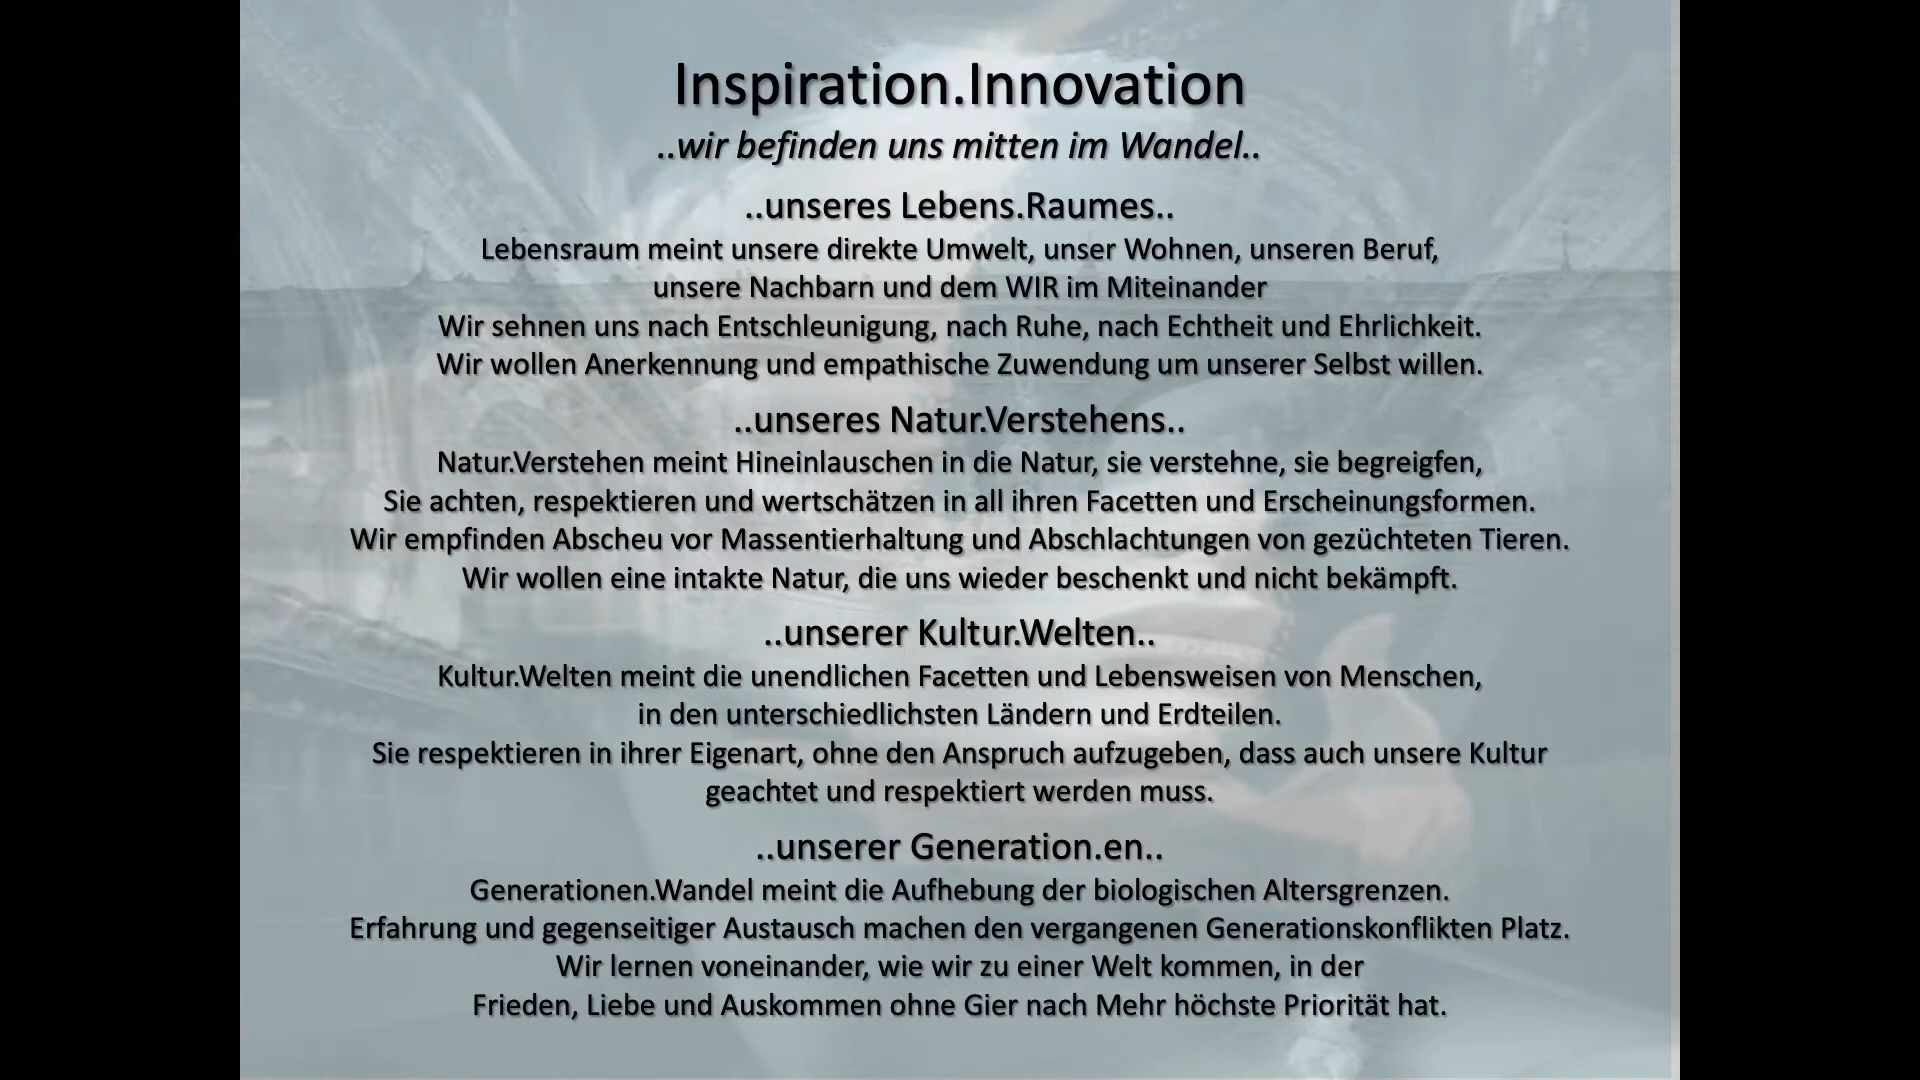 Inspiration.Innovation
..wir befinden uns mitten im Wandel..
..unseres Lebens.Raumes..
Lebensraum meint unsere direkte Umwelt, unser Wohnen, unseren Beruf,
unsere Nachbarn und dem WIR im Miteinander
Wir sehnen uns nach Entschleunigung, nach Ruhe, nach Echtheit und Ehrlichkeit.
Wir wollen Anerkennung und empathische Zuwendung um unserer Selbst willen.
..unseres Natur.Verstehens..
Natur.Verstehen meint Hineinlauschen in die Natur, sie verstehne, sie begreigfen,
Sie achten, respektieren und wertschätzen in all ihren Facetten und Erscheinungsformen.
Wir empfinden Abscheu vor Massentierhaltung und Abschlachtungen von gezüchteten Tieren.
Wir wollen eine intakte Natur, die uns wieder beschenkt und nicht bekämpft.
..unserer Kultur.Welten..
Kultur.Welten meint die unendlichen Facetten und Lebensweisen von Menschen,
in den unterschiedlichsten Ländern und Erdteilen.
Sie respektieren in ihrer Eigenart, ohne den Anspruch aufzugeben, dass auch unsere Kultur
geachtet und respektiert werden muss.
..unserer Generation.en..
Generationen.Wandel meint die Aufhebung der biologischen Altersgrenzen.
Erfahrung und gegenseitiger Austausch machen den vergangenen Generationskonflikten Platz.
Wir lernen voneinander, wie wir zu einer Welt kommen, in der
Frieden, Liebe und Auskommen ohne Gier nach Mehr höchste Priorität hat.